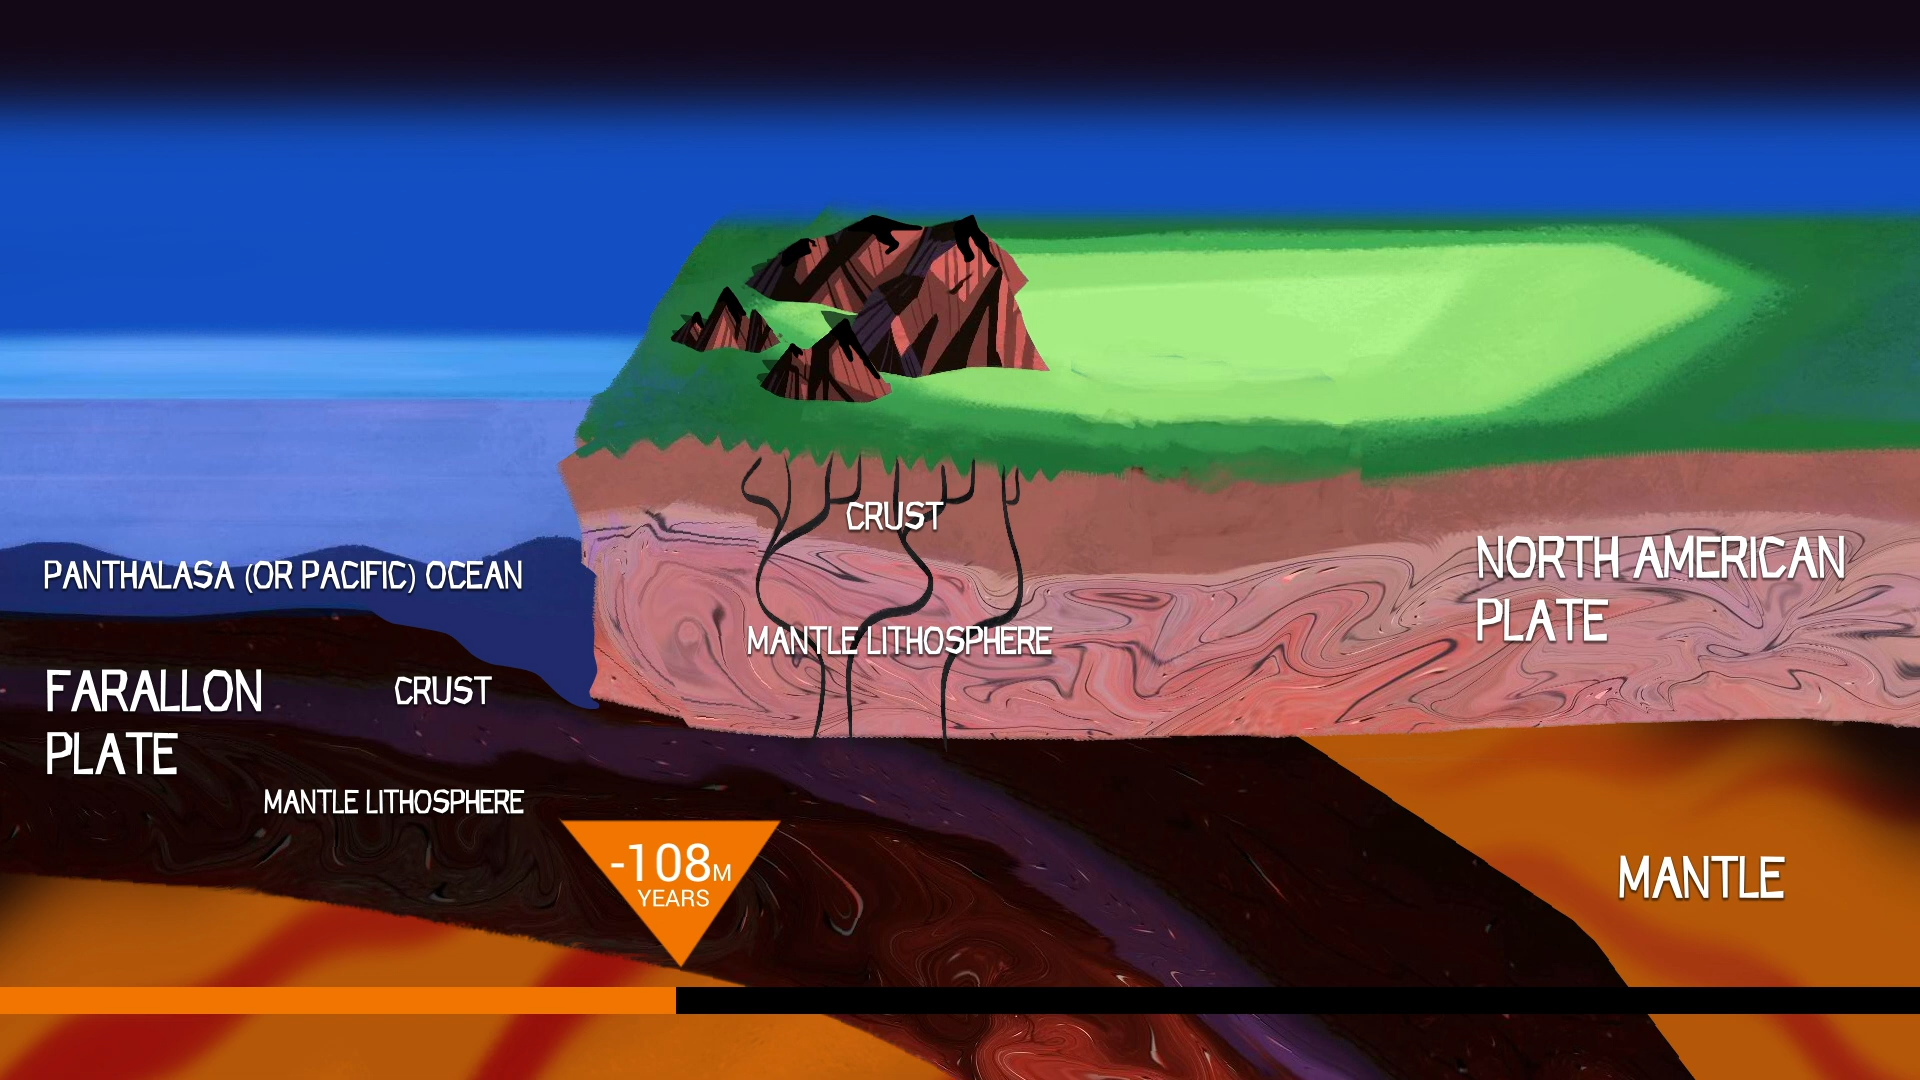 CRUST
NORTH AMERICAN
PLATE
PANTHALASA (OR PACIFIC) OCEAN
MANTLE LITHOSPHERE
FARALLON
PLATE
CRUST
MANTLE LITHOSPHERE
-108M
YEARS
MANTLE